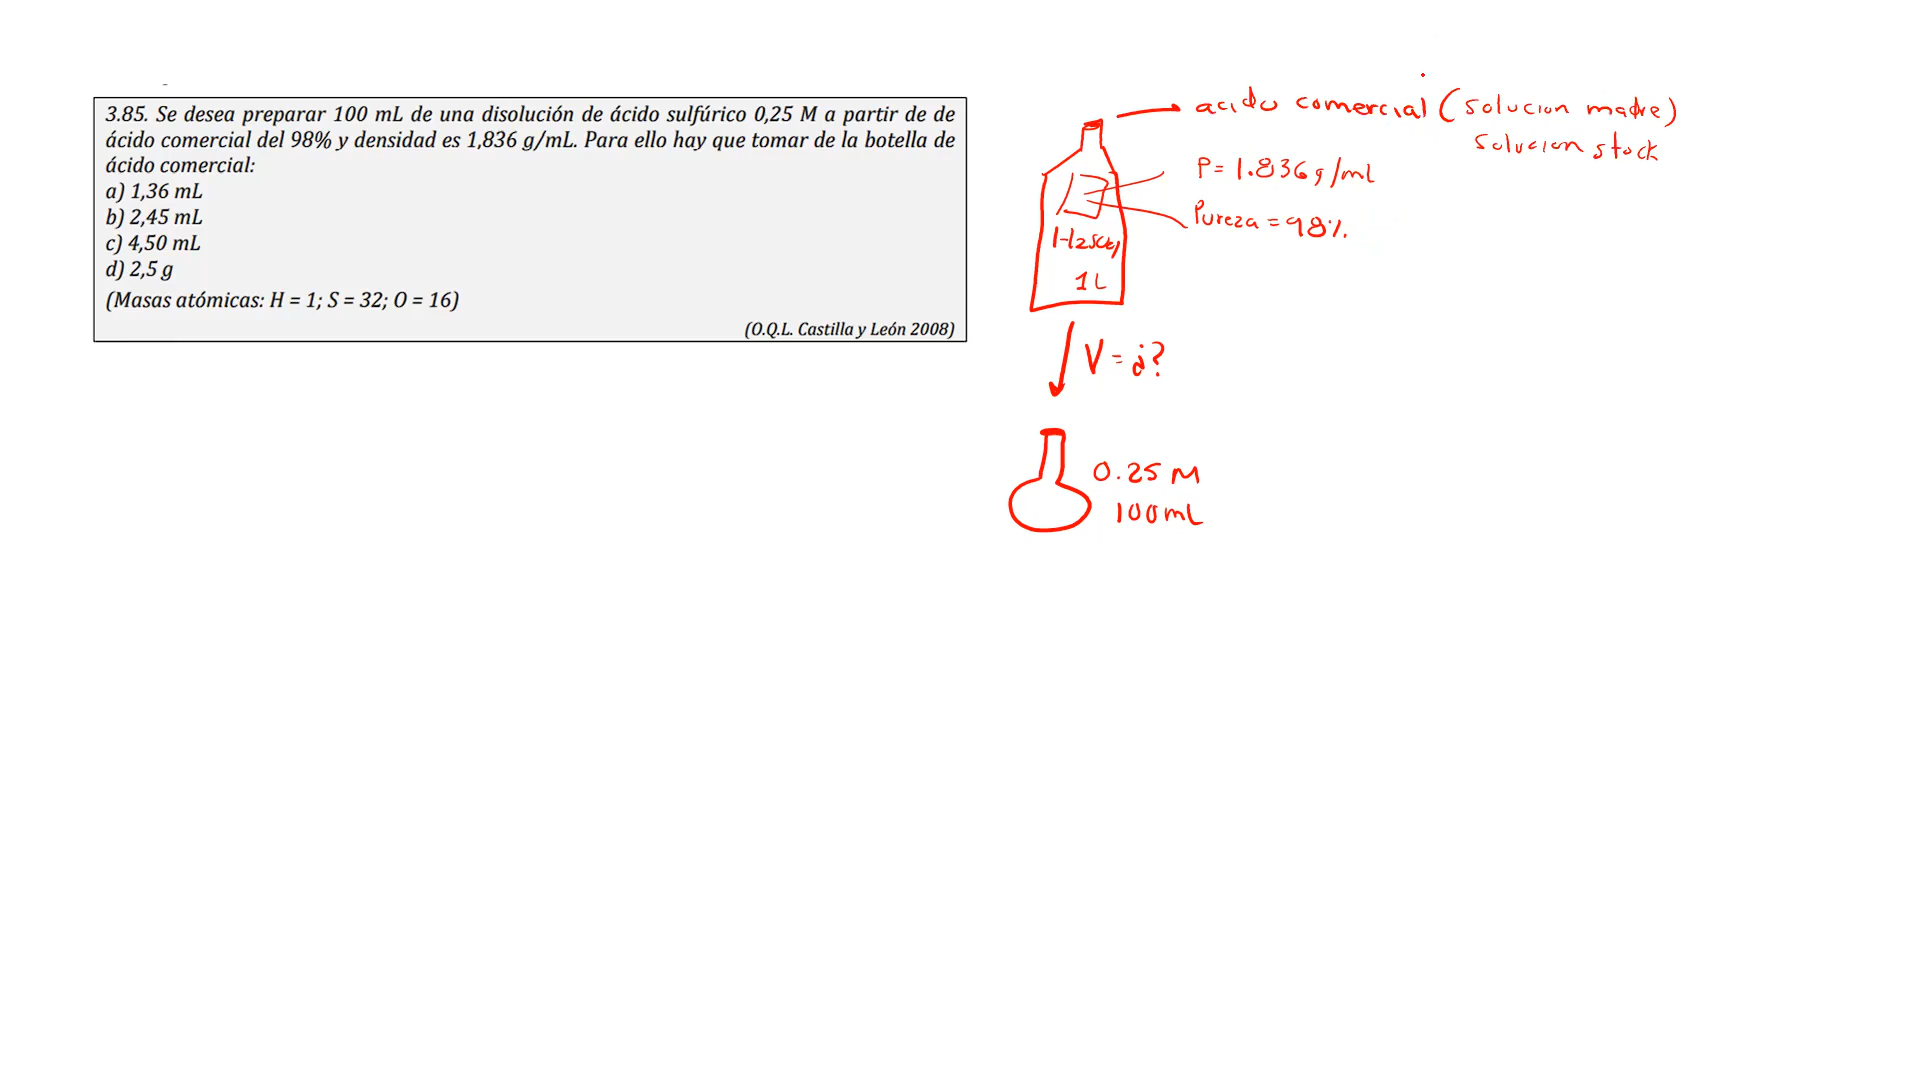 3.85. Se desea preparar 100 mL de una disolución de ácido sulfúrico 0,25 M a partir de de
ácido comercial del 98% y densidad es 1,836 g/mL. Para ello hay que tomar de la botella de
ácido comercial:
a) 1,36 mL
b) 2,45 mL
c) 4,50 mL
d) 2,5 g
(Masas atómicas: H = 1; S = 32; O = 16)
(O.Q.L. Castilla y León 2008)
acido comercial (solucion madre)
solucion stock
ρ = 1.836 g/mL
Pureza = 98%.
H2SO4
1L
V = ¿?
0.25 M
100mL